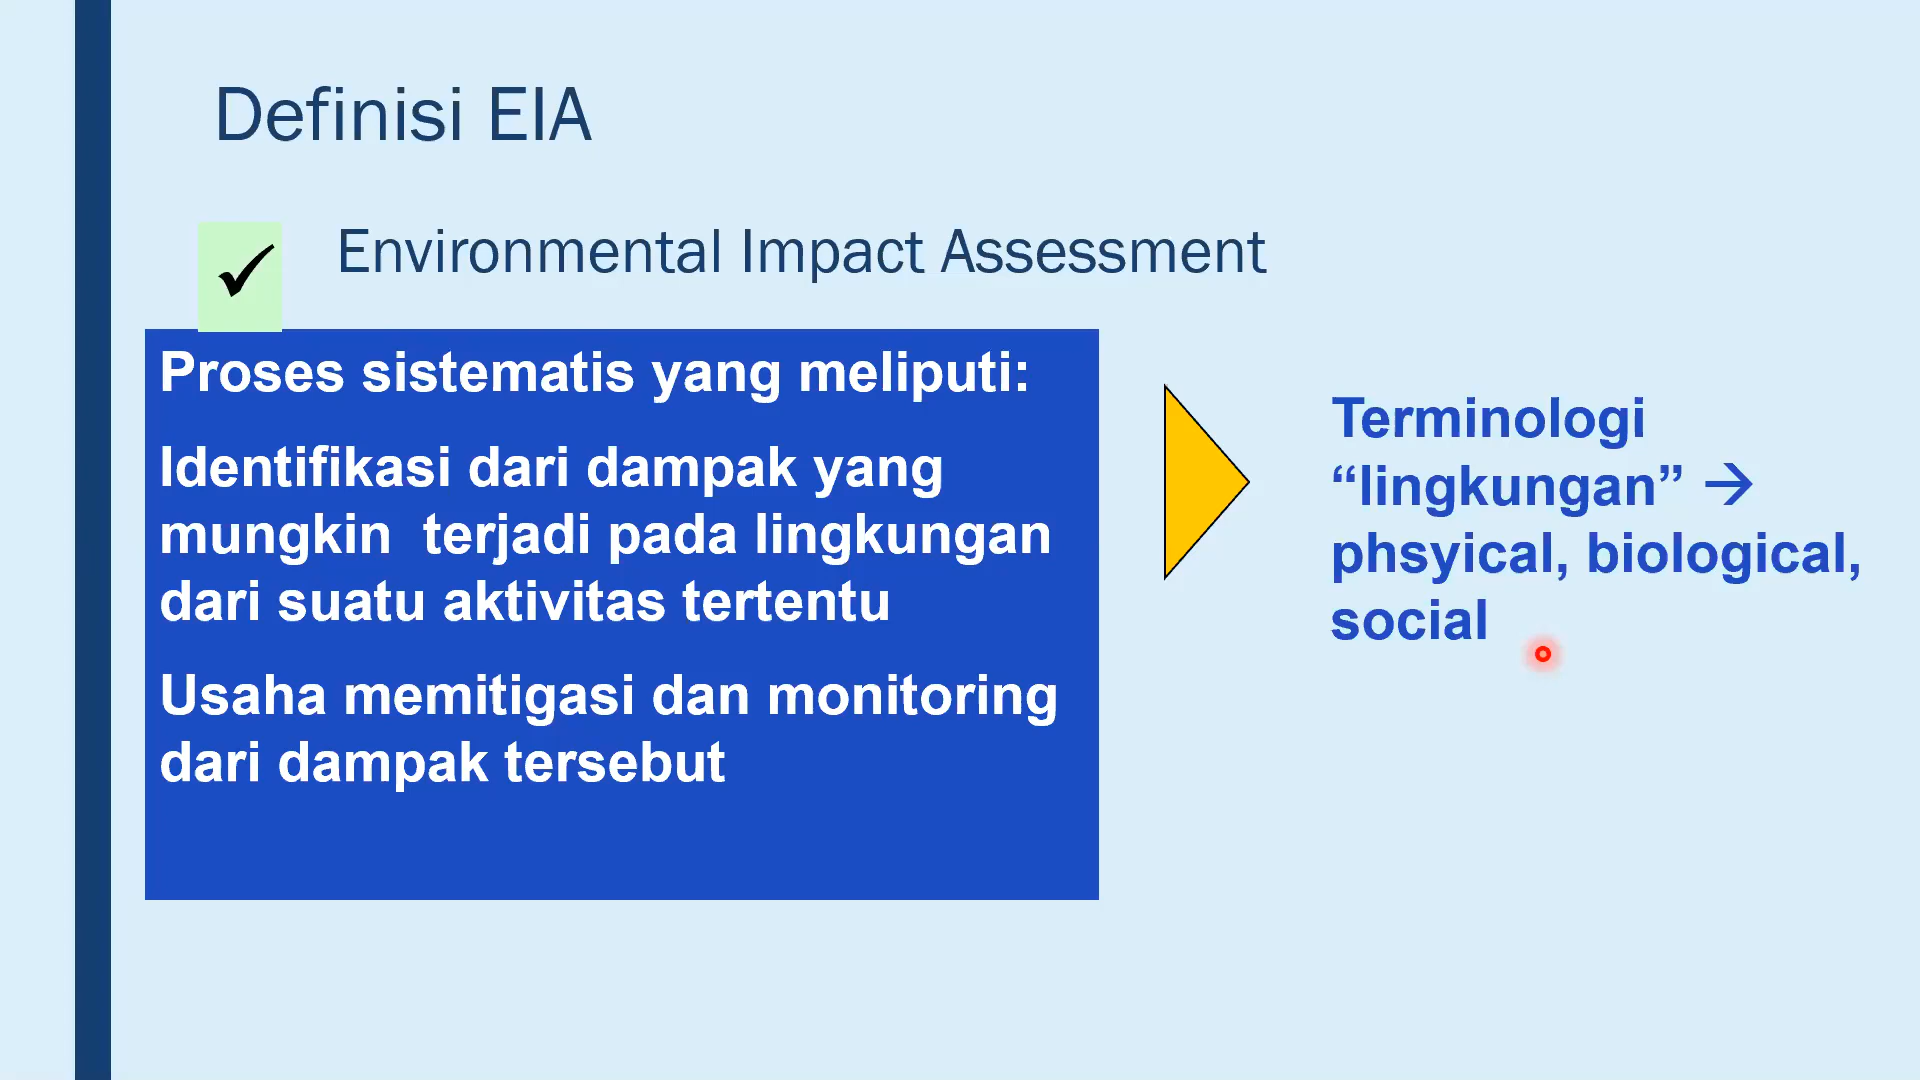 Definisi EIA
✓ Environmental Impact Assessment
Proses sistematis yang meliputi:
Identifikasi dari dampak yang
mungkin  terjadi pada lingkungan
dari suatu aktivitas tertentu
Usaha memitigasi dan monitoring
dari dampak tersebut
Terminologi
“lingkungan” →
phsyical, biological,
social